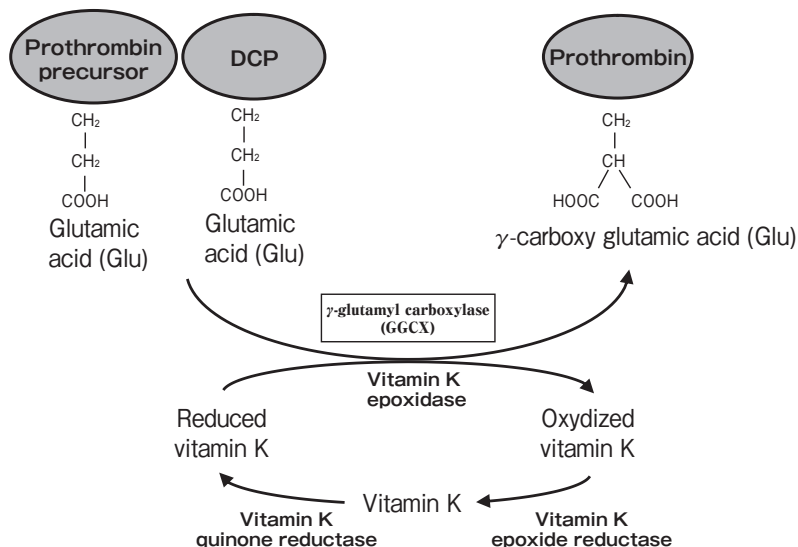 Prothrombin
precursor
DCP
Prothrombin
CH₂
CH₂
COOH
Glutamic
acid (Glu)
CH₂
CH₂
COOH
Glutamic
acid (Glu)
CH₂
CH
HOOC COOH
γ-carboxy glutamic acid (Glu)
γ-glutamyl carboxylase
(GGCX)
Vitamin K
epoxidase
Reduced
vitamin K
Oxydized
vitamin K
Vitamin K
Vitamin K
quinone reductase
Vitamin K
epoxide reductase